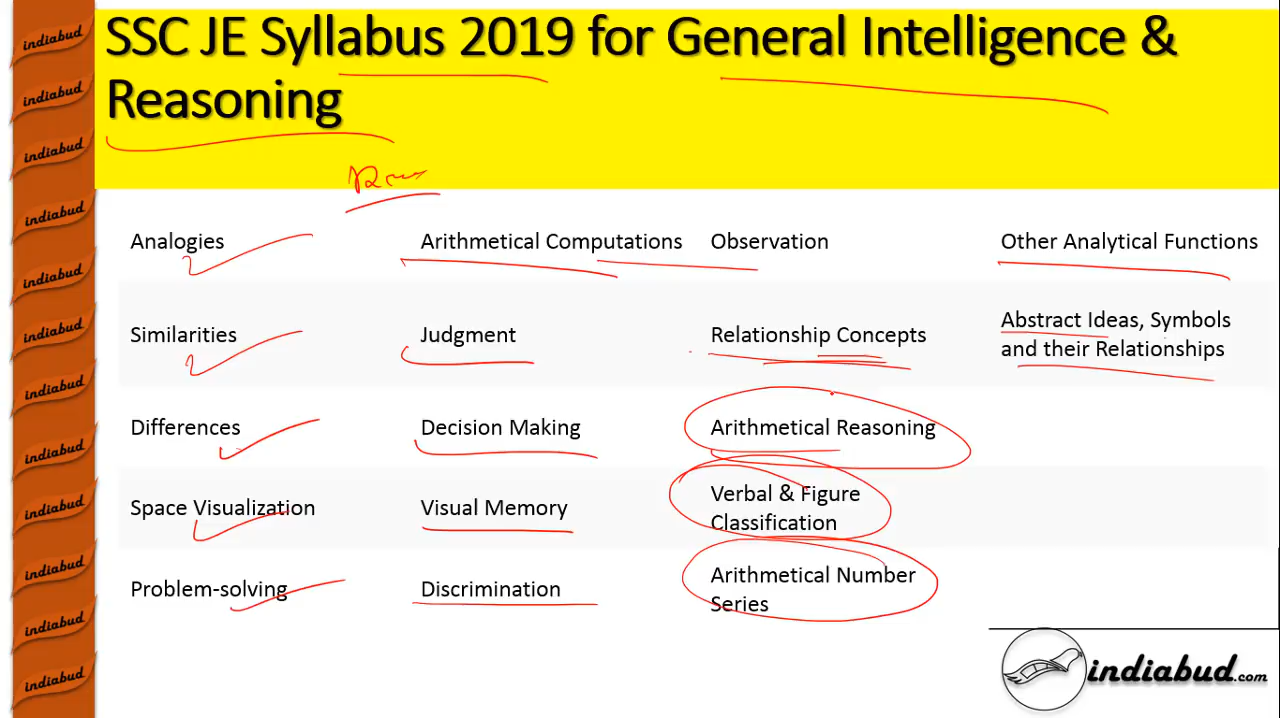 SSC JE Syllabus 2019 for General Intelligence &
Reasoning
Analogies Arithmetical Computations Observation Other Analytical Functions
Similarities Judgment Relationship Concepts Abstract Ideas, Symbols
and their Relationships
Differences Decision Making Arithmetical Reasoning
Space Visualization Visual Memory Verbal & Figure
Classification
Problem-solving Discrimination Arithmetical Number
Series
indiabud
indiabud
indiabud
indiabud
indiabud
indiabud
indiabud
indiabud
indiabud
indiabud
indiabud
indiabud
indiabud.com